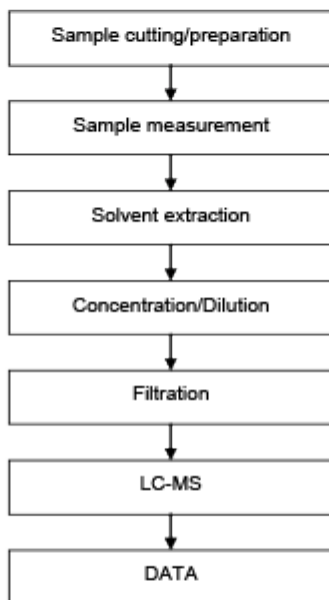 Sample cutting/preparation
Sample measurement
Solvent extraction
Concentration/Dilution
Filtration
LC-MS
DATA